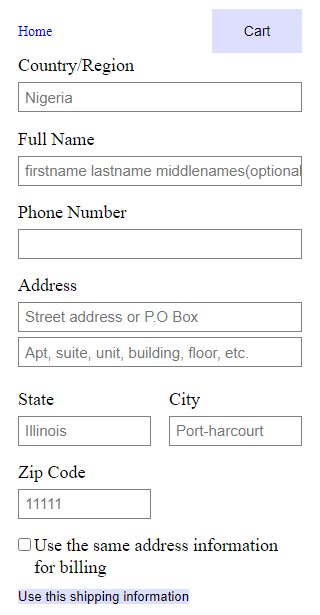 Home
Cart
Country/Region
Nigeria
Full Name
firstname lastname middlenames(optional
Phone Number
Address
Street address or P.O Box
Apt, suite, unit, building, floor, etc.
State
City
Illinois
Port-harcourt
Zip Code
11111
Use the same address information
for billing
Use this shipping information